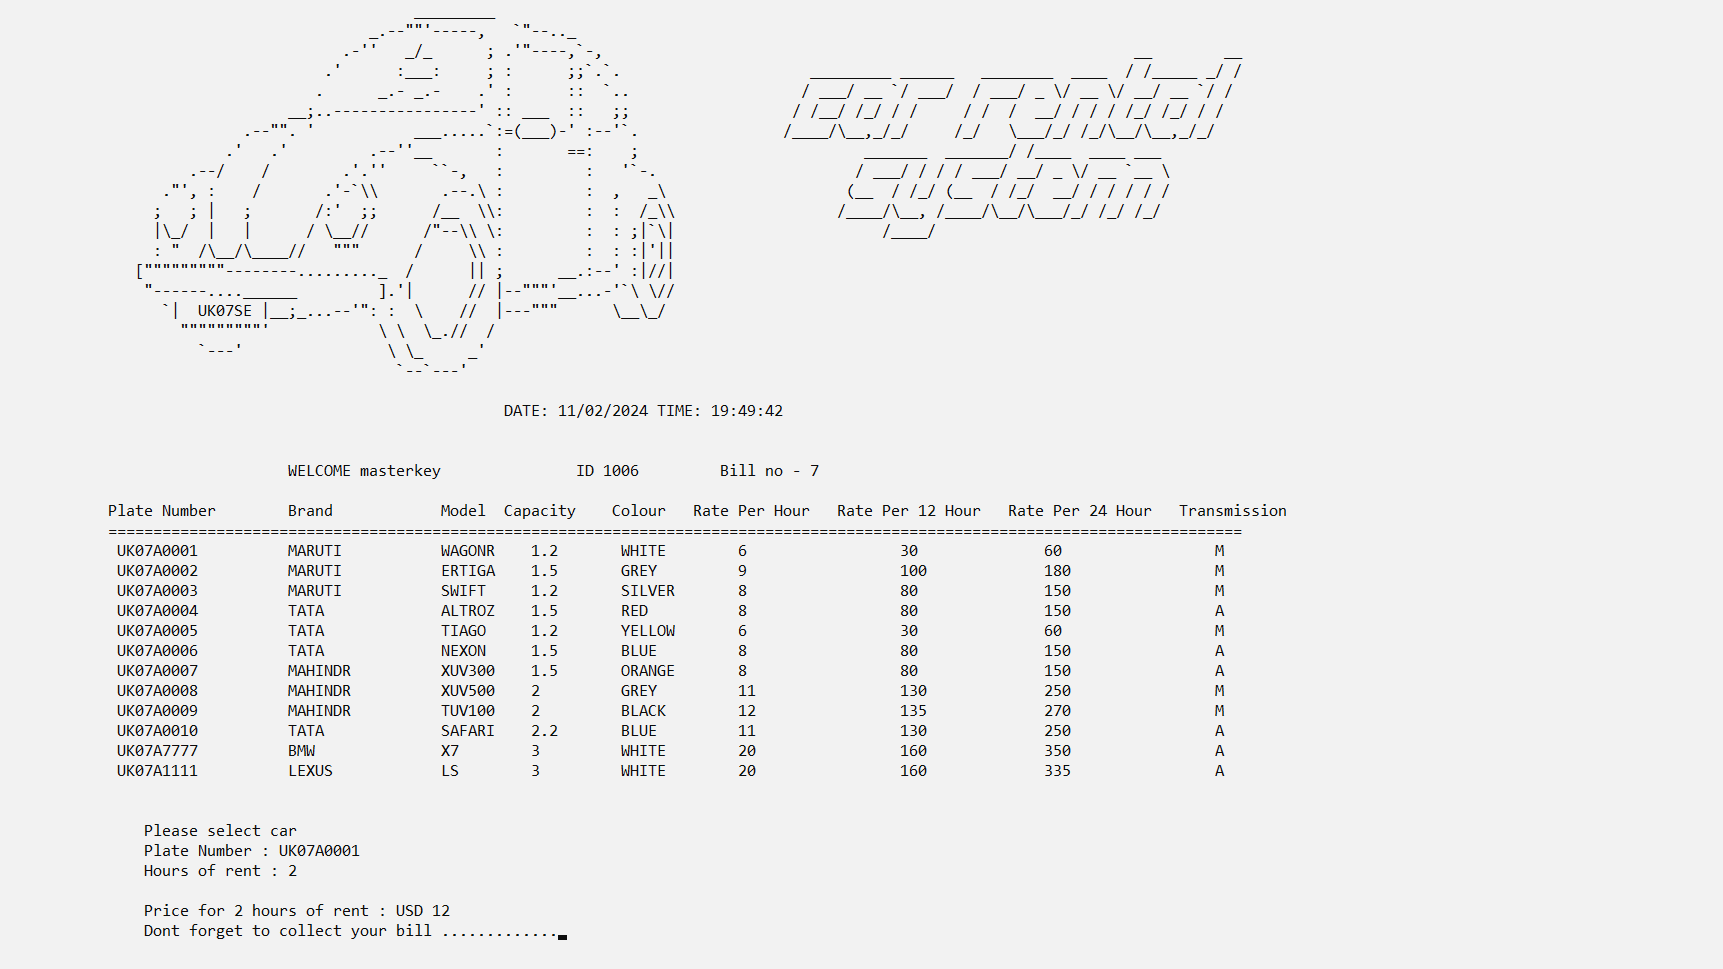 car rental
system
UK07SE
DATE: 11/02/2024 TIME: 19:49:42
WELCOME masterkey ID 1006 Bill no - 7
Plate Number Brand Model Capacity Colour Rate Per Hour Rate Per 12 Hour Rate Per 24 Hour Transmission
UK07A0001 MARUTI WAGONR 1.2 WHITE 6 30 60 M
UK07A0002 MARUTI ERTIGA 1.5 GREY 9 100 180 M
UK07A0003 MARUTI SWIFT 1.2 SILVER 8 80 150 M
UK07A0004 TATA ALTROZ 1.5 RED 8 80 150 A
UK07A0005 TATA TIAGO 1.2 YELLOW 6 30 60 M
UK07A0006 TATA NEXON 1.5 BLUE 8 80 150 A
UK07A0007 MAHINDR XUV300 1.5 ORANGE 8 80 150 A
UK07A0008 MAHINDR XUV500 2 GREY 11 130 250 M
UK07A0009 MAHINDR TUV100 2 BLACK 12 135 270 M
UK07A0010 TATA SAFARI 2.2 BLUE 11 130 250 A
UK07A7777 BMW X7 3 WHITE 20 160 350 A
UK07A1111 LEXUS LS 3 WHITE 20 160 335 A
Please select car
Plate Number : UK07A0001
Hours of rent : 2
Price for 2 hours of rent : USD 12
Dont forget to collect your bill .............